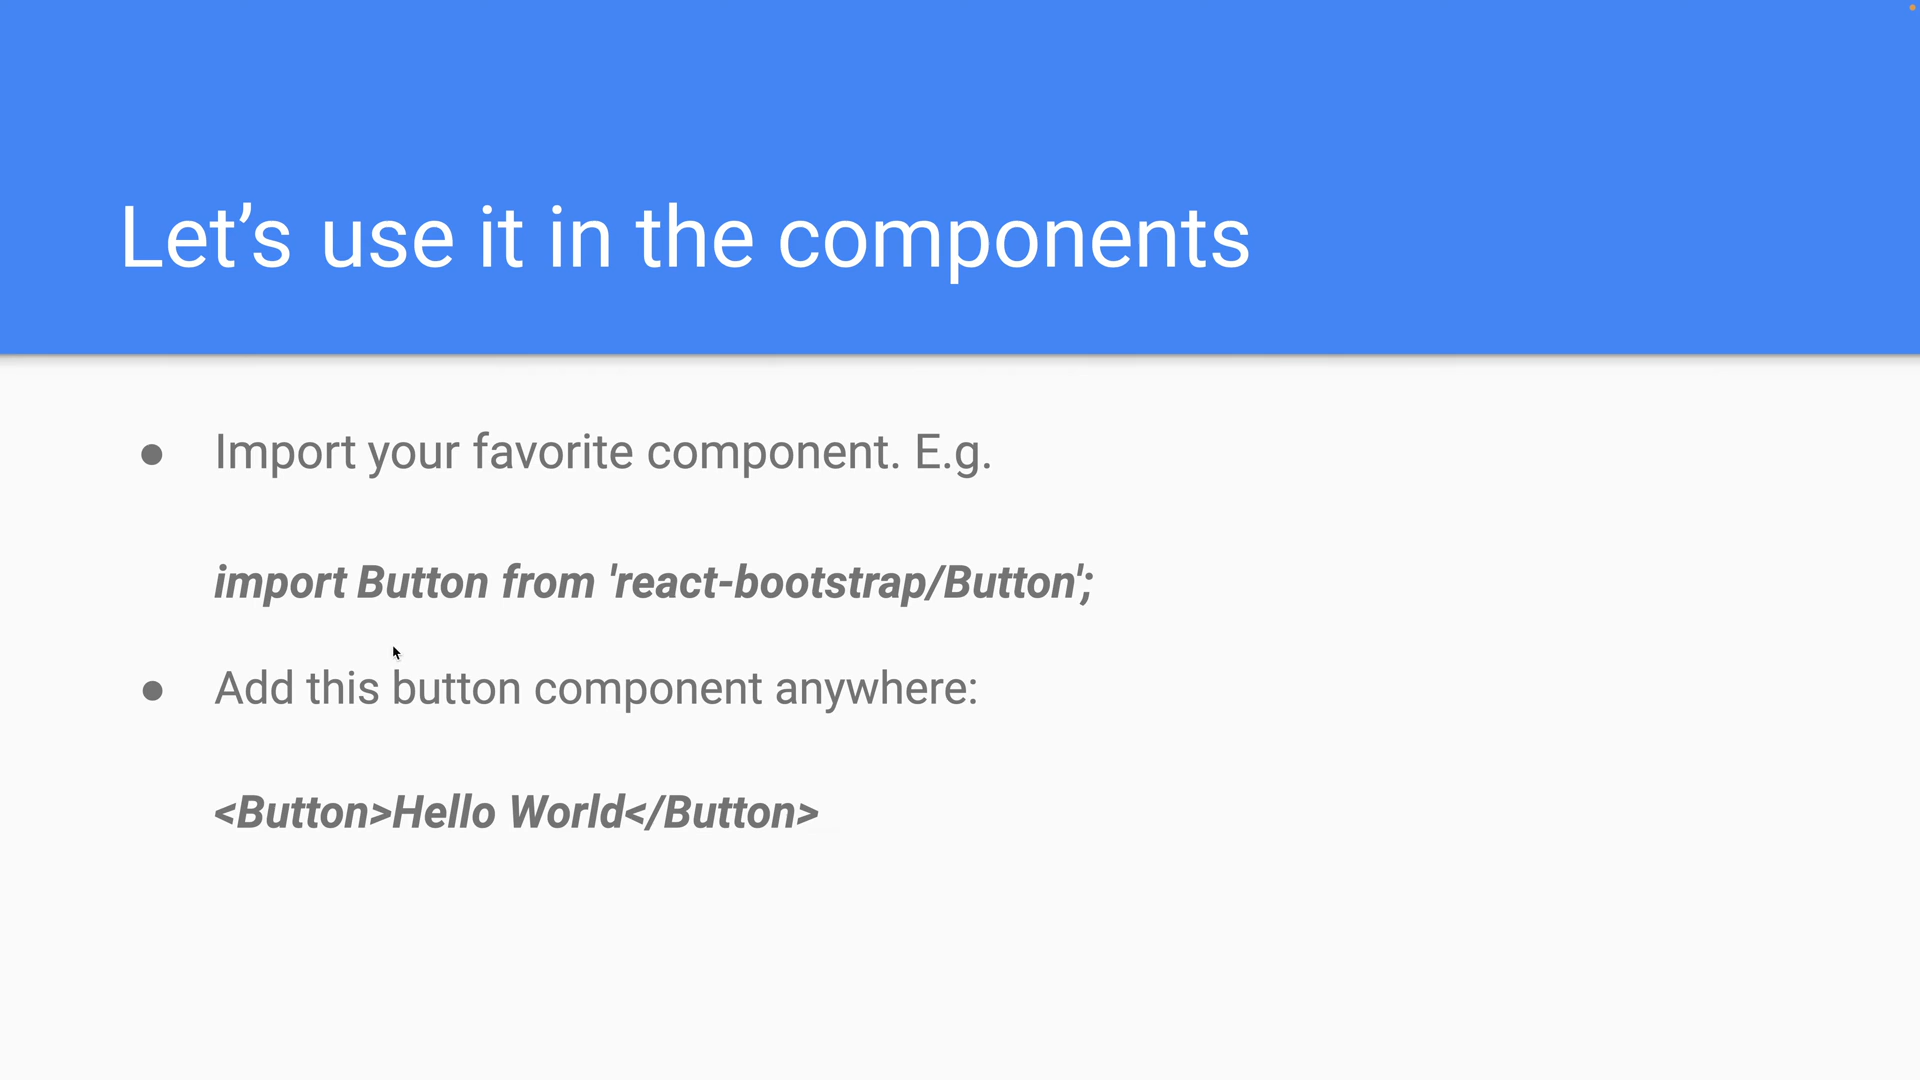 Let’s use it in the components
● Import your favorite component. E.g.
import Button from 'react-bootstrap/Button';
● Add this button component anywhere:
<Button>Hello World</Button>